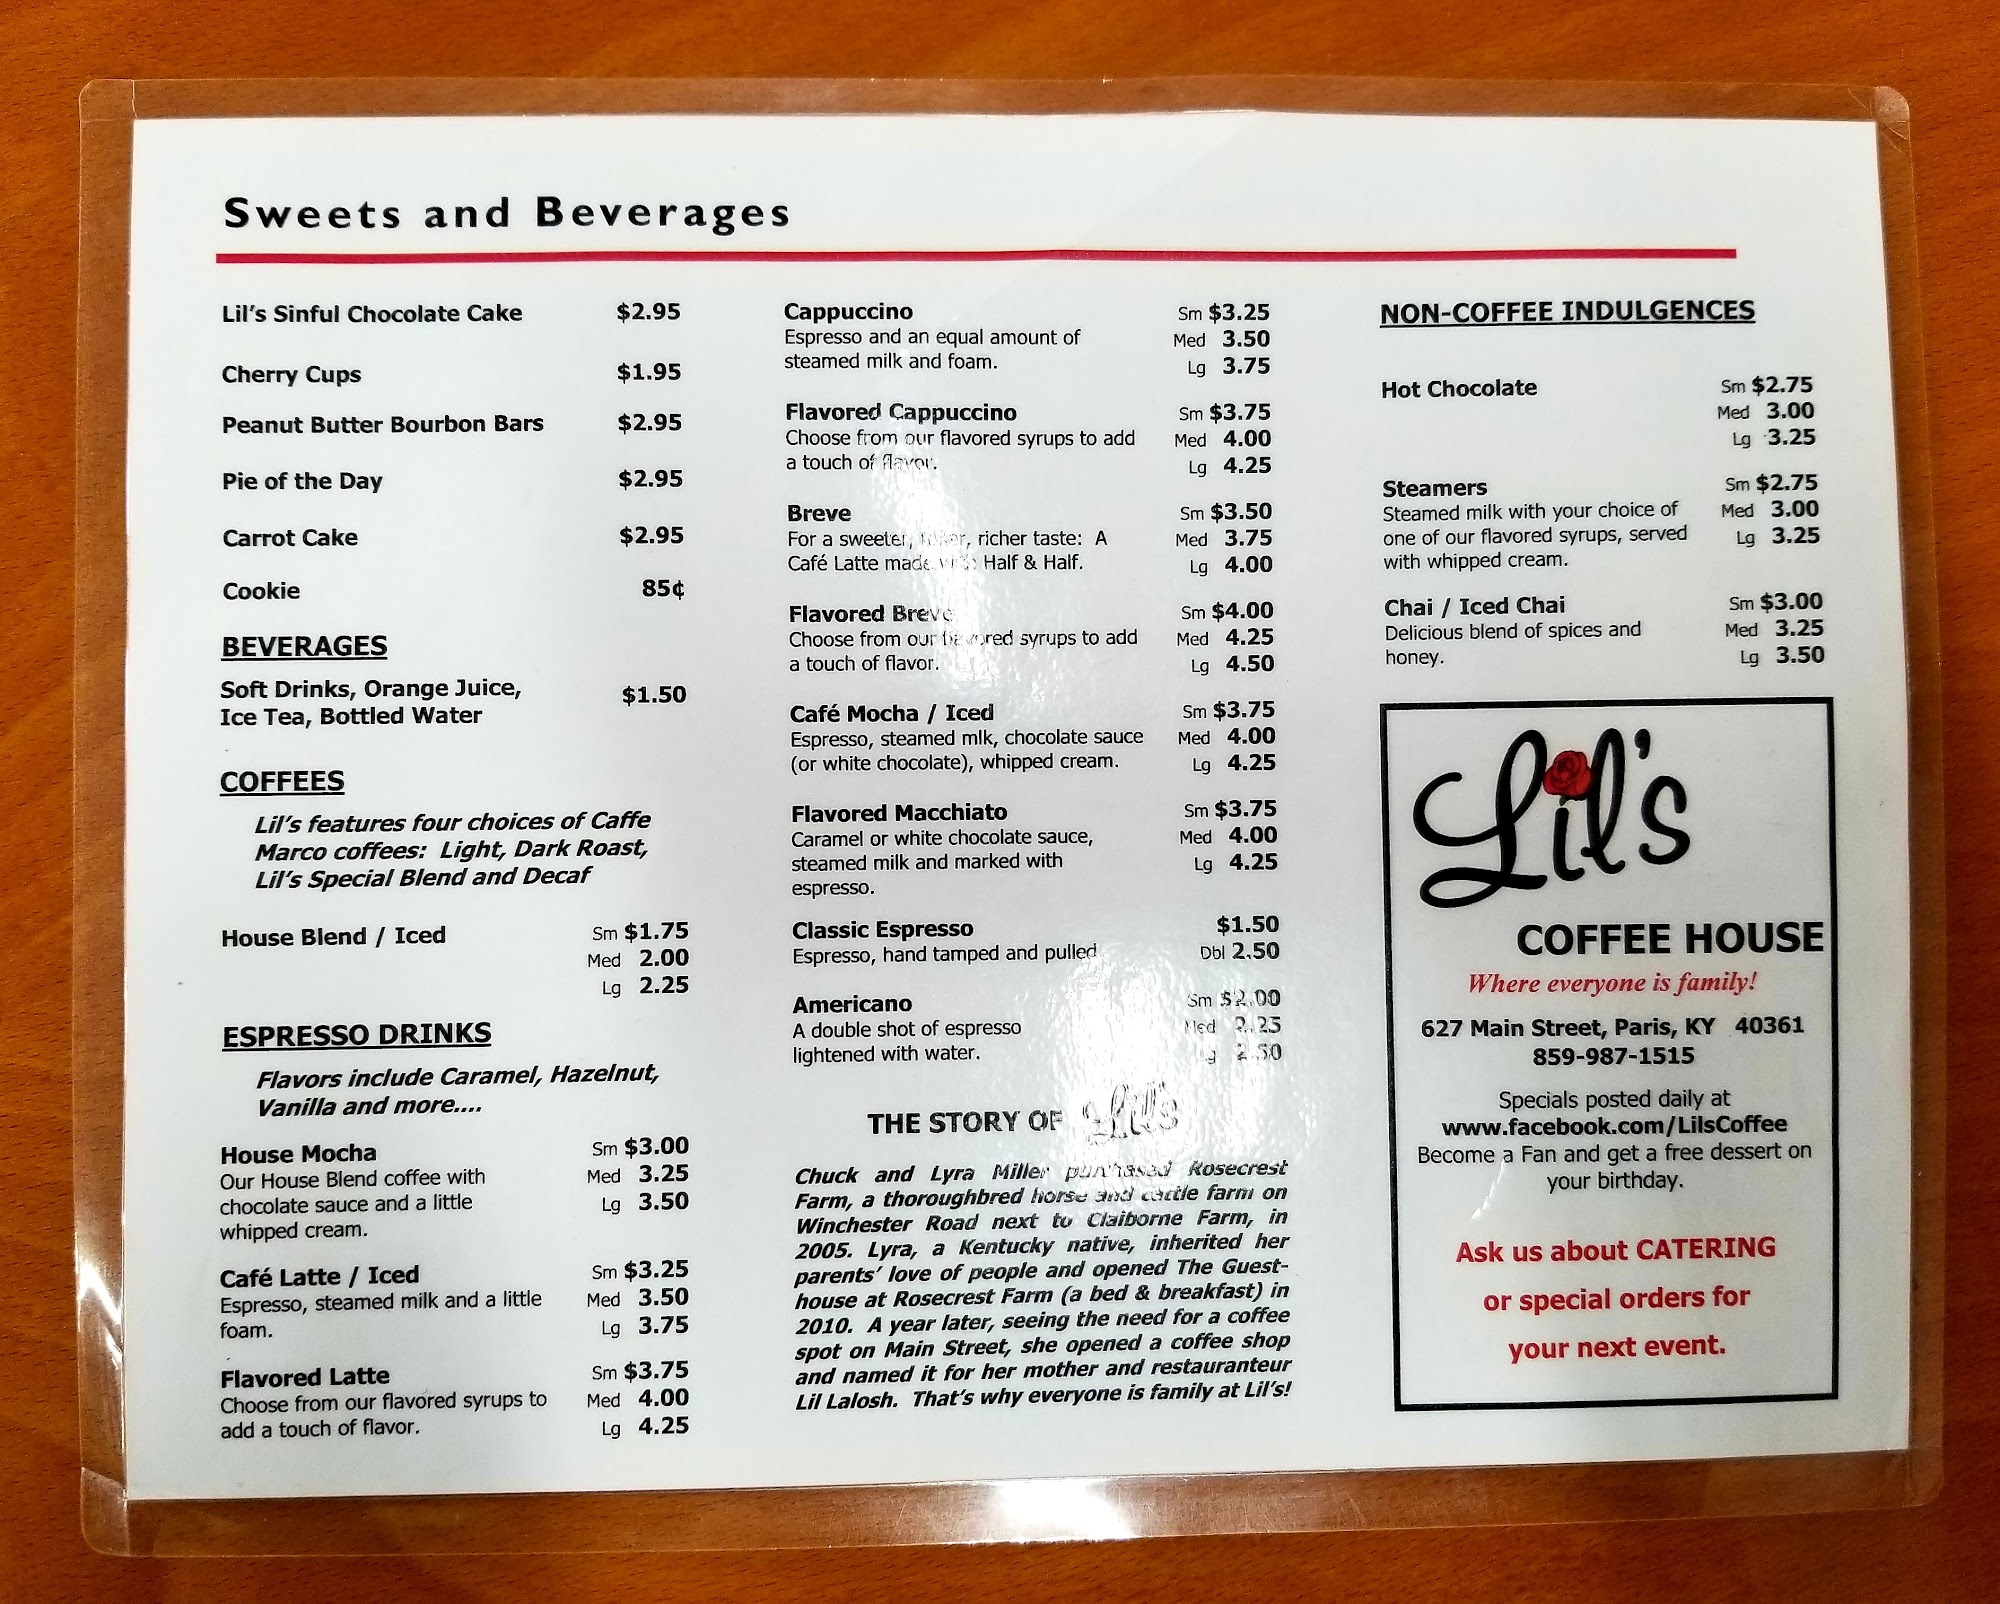 Sweets and Beverages
Lil's Sinful Chocolate Cake $2.95
Cherry Cups $1.95
Peanut Butter Bourbon Bars $2.95
Pie of the Day $2.95
Carrot Cake $2.95
Cookie 85¢
BEVERAGES
Soft Drinks, Orange Juice, $1.50
Ice Tea, Bottled Water
COFFEES
Lil's features four choices of Caffe
Marco coffees: Light, Dark Roast,
Lil's Special Blend and Decaf
House Blend / Iced Sm $1.75
Med 2.00
Lg 2.25
ESPRESSO DRINKS
Flavors include Caramel, Hazelnut,
Vanilla and more....
House Mocha Sm $3.00
Our House Blend coffee with Med 3.25
chocolate sauce and a little Lg 3.50
whipped cream.
Café Latte / Iced Sm $3.25
Espresso, steamed milk and a little Med 3.50
foam. Lg 3.75
Flavored Latte Sm $3.75
Choose from our flavored syrups to Med 4.00
add a touch of flavor. Lg 4.25
Cappuccino Sm $3.25
Espresso and an equal amount of Med 3.50
steamed milk and foam. Lg 3.75
Flavored Cappuccino Sm $3.75
Choose from our flavored syrups to add Med 4.00
a touch of flavor. Lg 4.25
Breve Sm $3.50
For a sweeter, richer taste: A Med 3.75
Café Latte made with Half & Half. Lg 4.00
Flavored Breve Sm $4.00
Choose from our flavored syrups to add Med 4.25
a touch of flavor. Lg 4.50
Café Mocha / Iced Sm $3.75
Espresso, steamed mlk, chocolate sauce Med 4.00
(or white chocolate), whipped cream. Lg 4.25
Flavored Macchiato Sm $3.75
Caramel or white chocolate sauce, Med 4.00
steamed milk and marked with Lg 4.25
espresso.
Classic Espresso $1.50
Espresso, hand tamped and pulled Dbl 2.50
Americano Sm $2.00
A double shot of espresso Med 2.25
lightened with water. Lg 2.50
THE STORY OF Lil's
Chuck and Lyra Miller purchased Rosecrest
Farm, a thoroughbred horse and cattle farm on
Winchester Road next to Claiborne Farm, in
2005. Lyra, a Kentucky native, inherited her
parents' love of people and opened The Guest-
house at Rosecrest Farm (a bed & breakfast) in
2010. A year later, seeing the need for a coffee
spot on Main Street, she opened a coffee shop
and named it for her mother and restauranteur
Lil Lalosh. That's why everyone is family at Lil's!
NON-COFFEE INDULGENCES
Hot Chocolate Sm $2.75
Med 3.00
Lg 3.25
Steamers Sm $2.75
Steamed milk with your choice of Med 3.00
one of our flavored syrups, served Lg 3.25
with whipped cream.
Chai / Iced Chai Sm $3.00
Delicious blend of spices and Med 3.25
honey. Lg 3.50
Lil's
COFFEE HOUSE
Where everyone is family!
627 Main Street, Paris, KY 40361
859-987-1515
Specials posted daily at
www.facebook.com/LilsCoffee
Become a Fan and get a free dessert on
your birthday.
Ask us about CATERING
or special orders for
your next event.